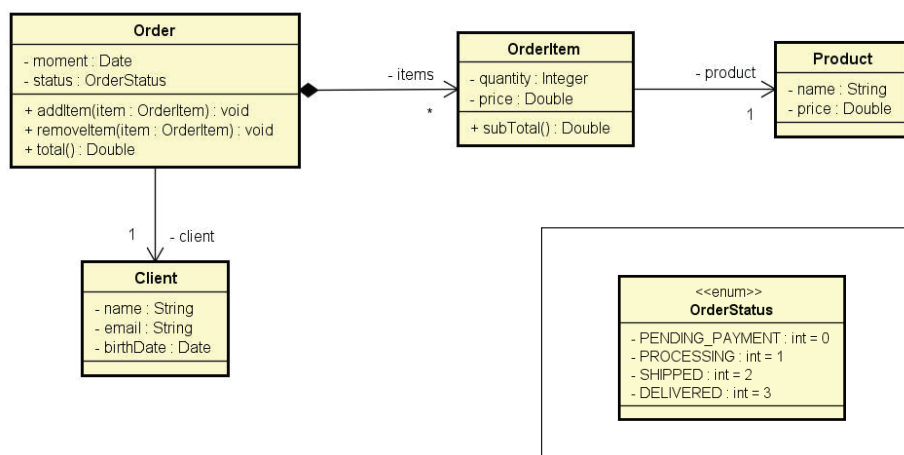 Order
- moment : Date
- status : OrderStatus
+ addItem(item : OrderItem) : void
+ removeItem(item : OrderItem) : void
+ total() : Double
- items
*
OrderItem
- quantity : Integer
- price : Double
+ subTotal() : Double
- product
1
Product
- name : String
- price : Double
1
- client
Client
- name : String
- email : String
- birthDate : Date
<<enum>>
OrderStatus
- PENDING_PAYMENT : int = 0
- PROCESSING : int = 1
- SHIPPED : int = 2
- DELIVERED : int = 3